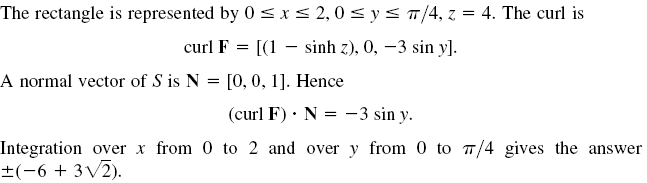 The rectangle is represented by 0 ≤ x ≤ 2, 0 ≤ y ≤ π/4, z = 4. The curl is
curl F = [(1 − sinh z), 0, −3 sin y].
A normal vector of S is N = [0, 0, 1]. Hence
(curl F) · N = −3 sin y.
Integration over x from 0 to 2 and over y from 0 to π/4 gives the answer
±(−6 + 3√2).